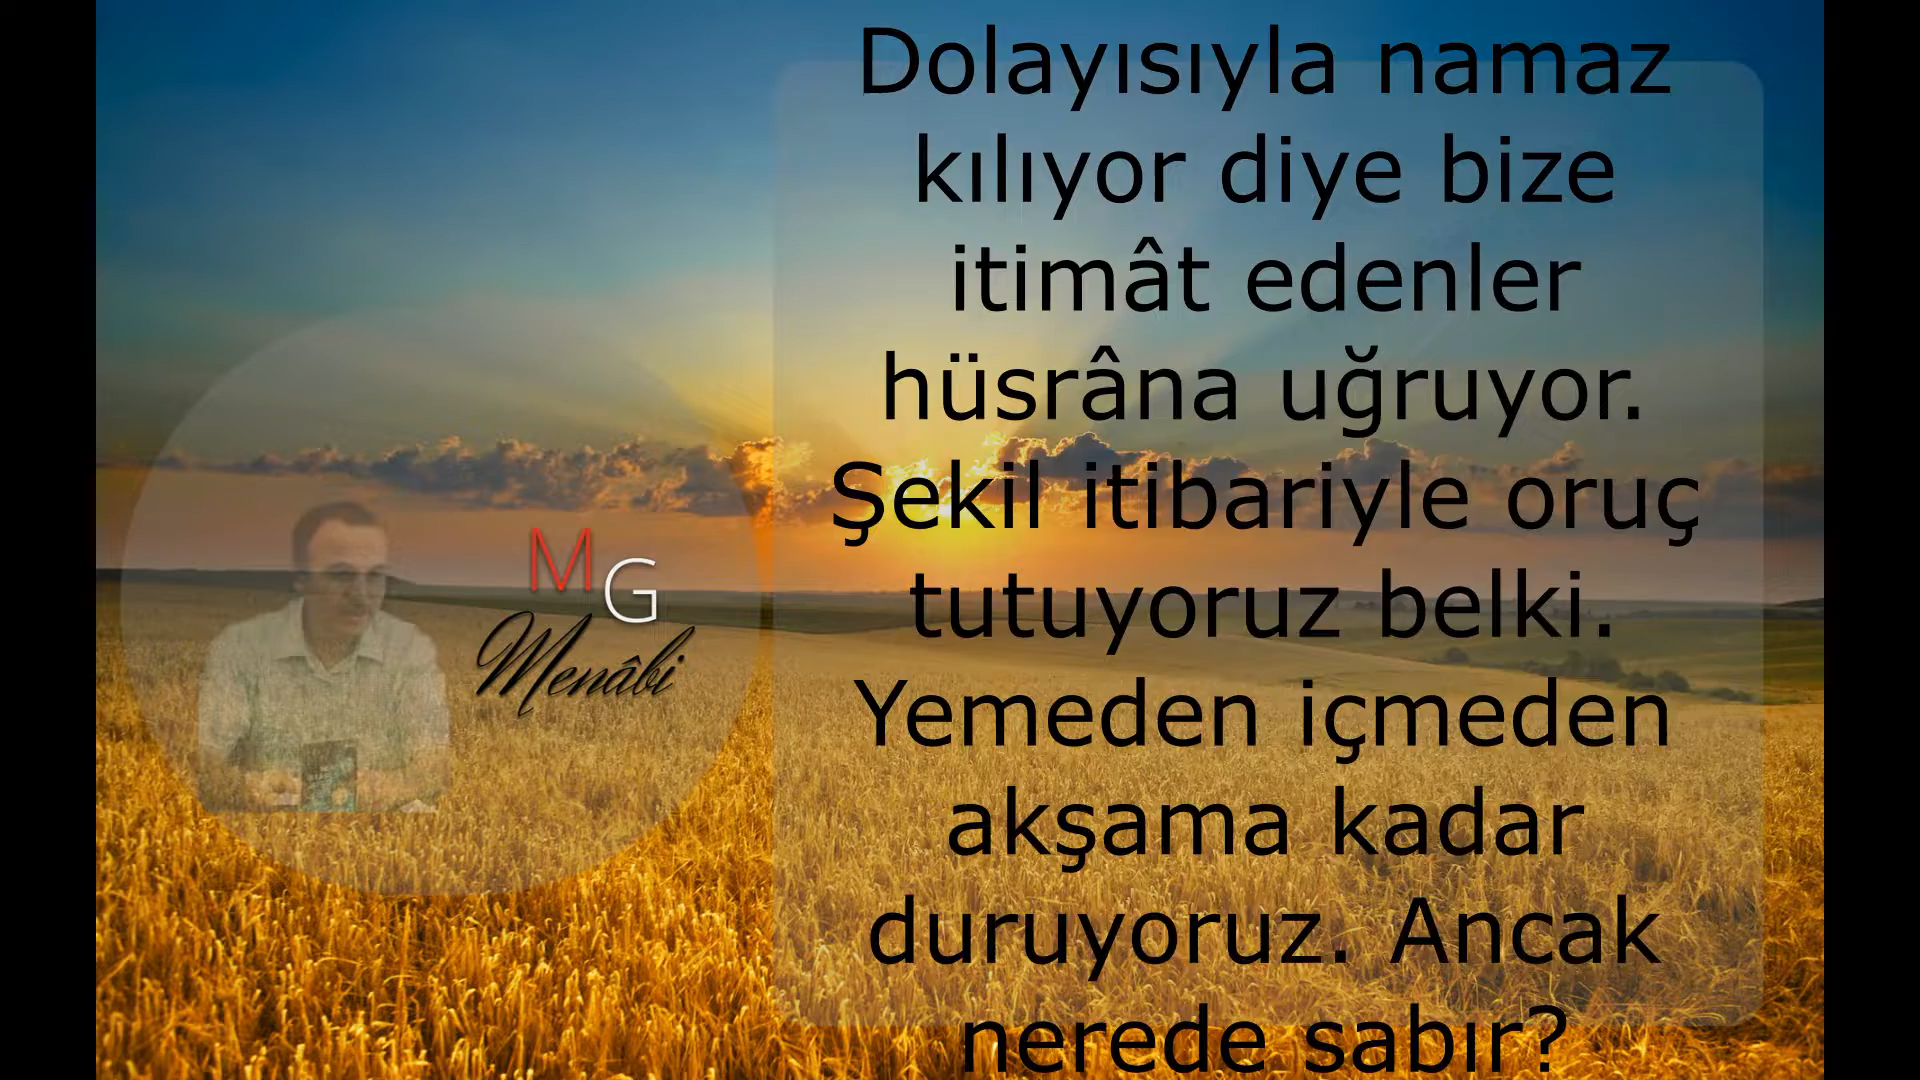 Dolayısıyla namaz
kılıyor diye bize
itimât edenler
hüsrâna uğruyor.
Şekil itibariyle oruç
tutuyoruz belki.
Yemeden içmeden
akşama kadar
duruyoruz. Ancak
nerede sabır?
MG
Menâbi